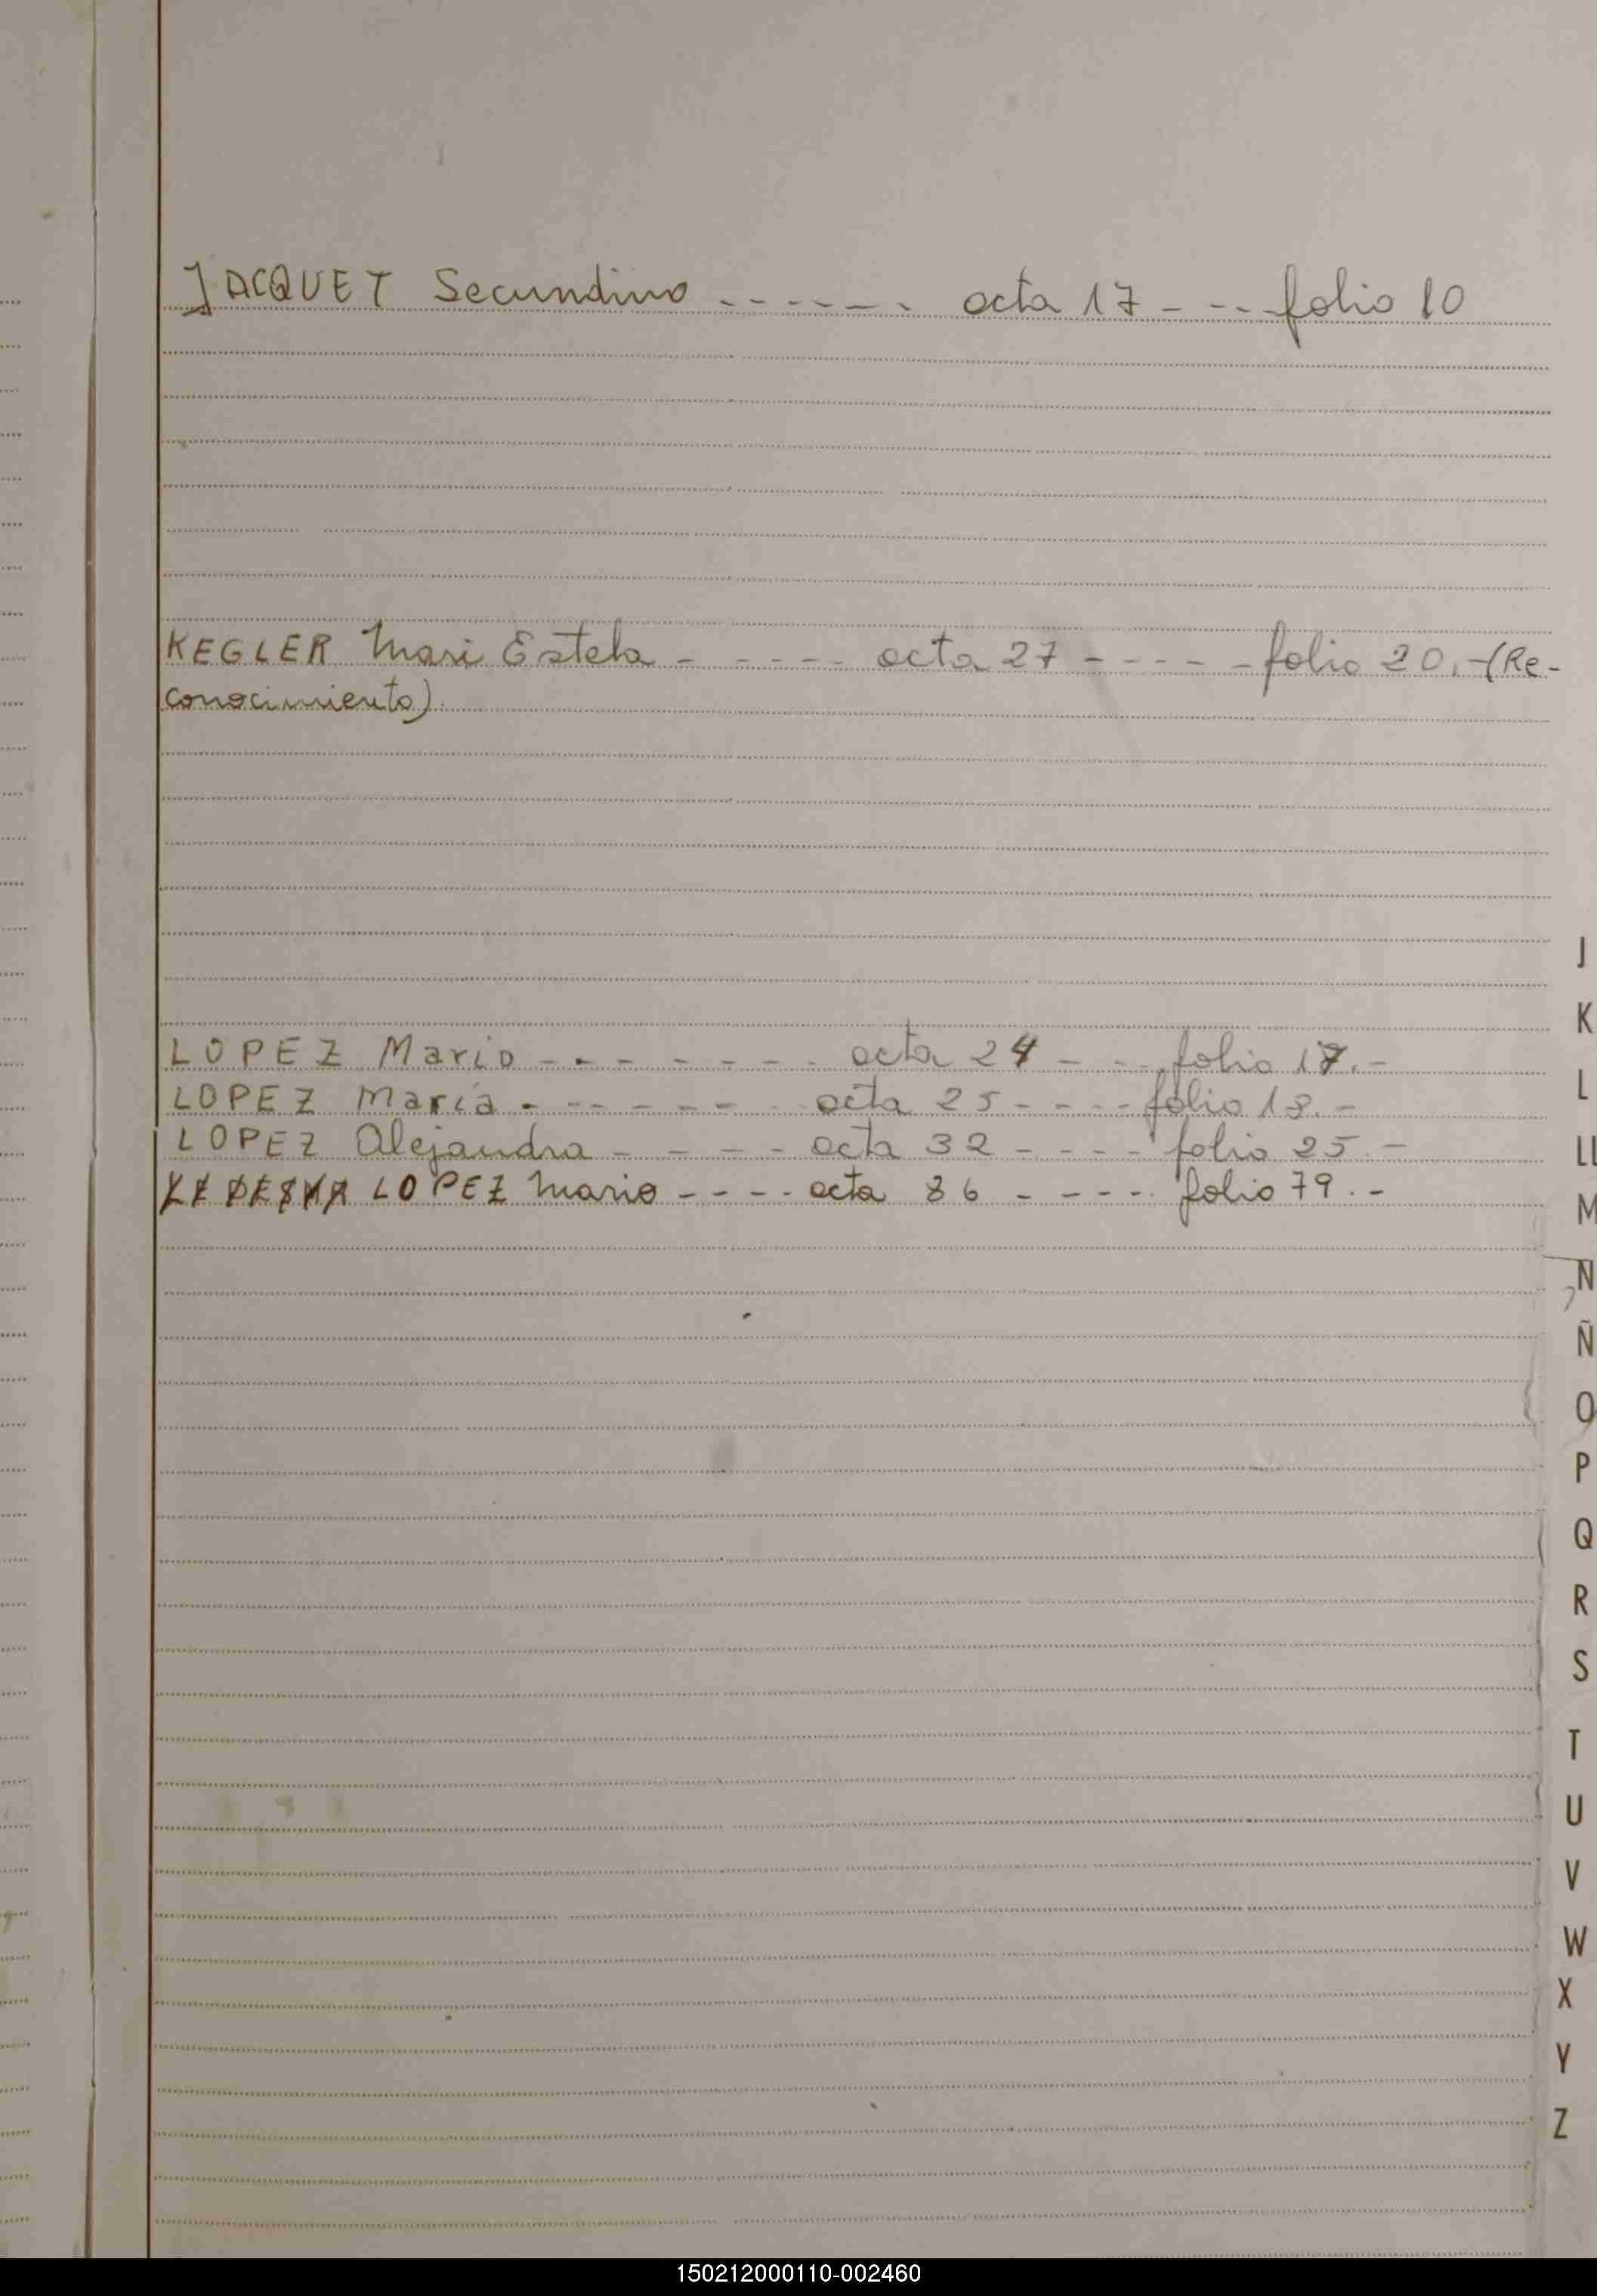 JACQUET Secundino - - - - - - acta 17 - - - folio 10
KEGLER Mari Estela - - - - - acta 27 - - - - - folio 20.-(Re-
conocimiento).
LOPEZ Mario - - - - - - - acta 24 - - - folio 17.-
LOPEZ María - - - - - - - acta 25 - - - - folio 18.-
LOPEZ Alejandra - - - - - acta 32 - - - - folio 25.-
LEDESMA LOPEZ Mario - - - - acta 86 - - - - folio 79.-
J
K
L
LL
M
N
Ñ
O
P
Q
R
S
T
U
V
W
X
Y
Z
150212000110-002460